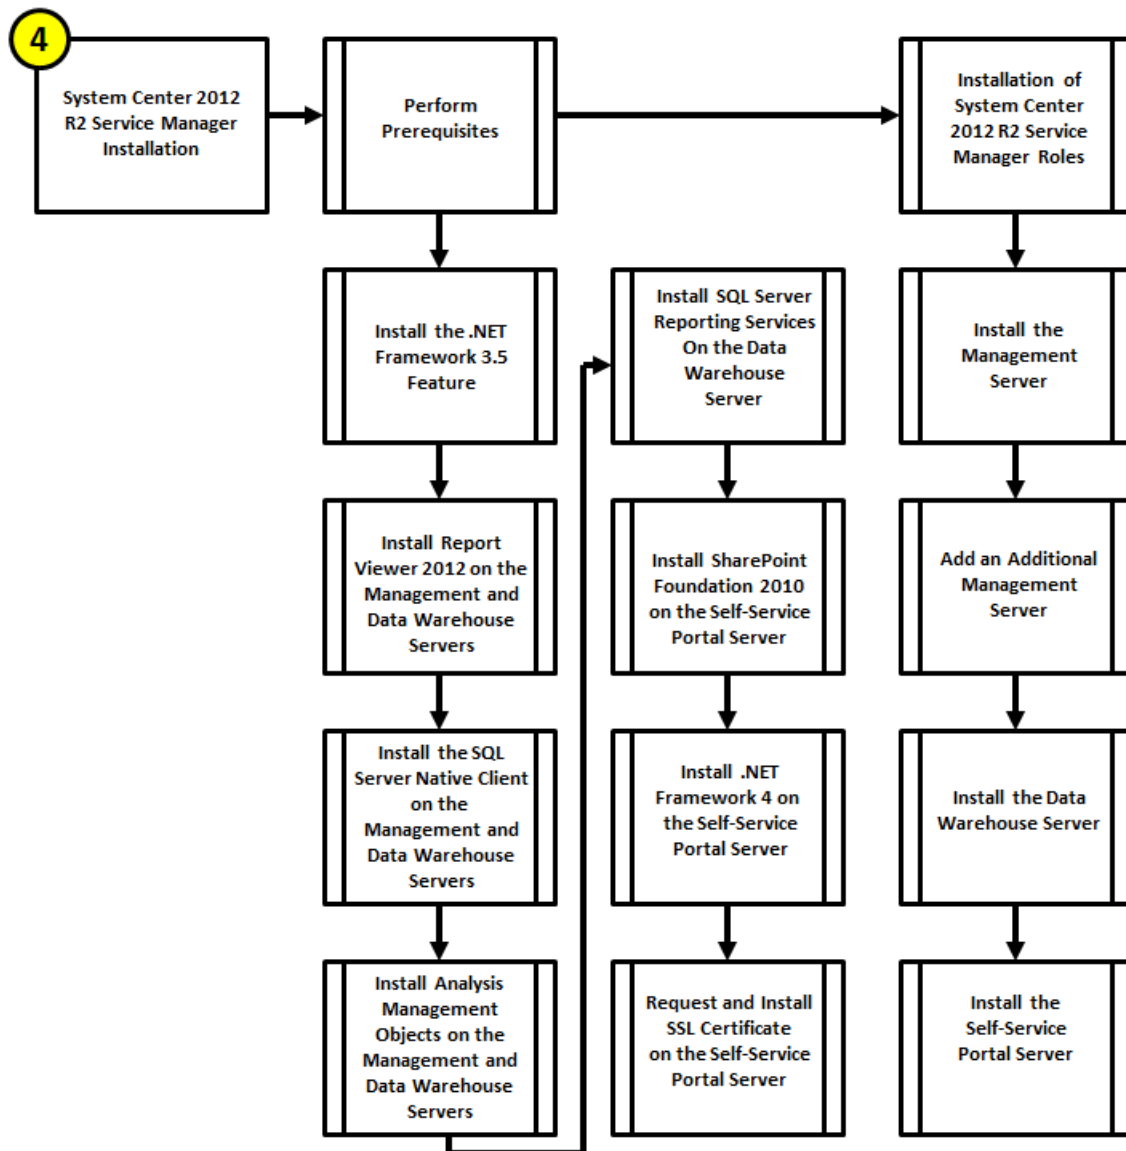 4
System Center 2012
R2 Service Manager
Installation
Perform
Prerequisites
Installation of
System Center
2012 R2 Service
Manager Roles
Install the .NET
Framework 3.5
Feature
Install Report
Viewer 2012 on the
Management and
Data Warehouse
Servers
Install the SQL
Server Native Client
on the
Management and
Data Warehouse
Servers
Install Analysis
Management
Objects on the
Management and
Data Warehouse
Servers
Install SQL Server
Reporting Services
On the Data
Warehouse
Server
Install SharePoint
Foundation 2010
on the Self-Service
Portal Server
Install .NET
Framework 4 on
the Self-Service
Portal Server
Request and Install
SSL Certificate
on the Self-Service
Portal Server
Install the
Management
Server
Add an Additional
Management
Server
Install the Data
Warehouse Server
Install the
Self-Service
Portal Server